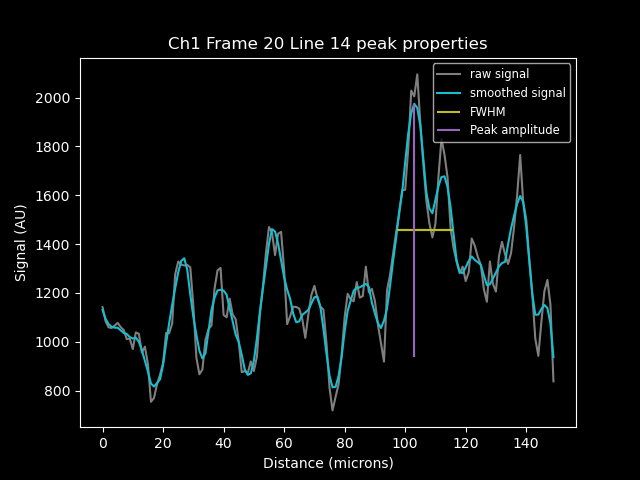 Ch1 Frame 20 Line 14 peak properties
raw signal
smoothed signal
FWHM
Peak amplitude
Signal (AU)
2000
1800
1600
1400
1200
1000
800
0 20 40 60 80 100 120 140
Distance (microns)